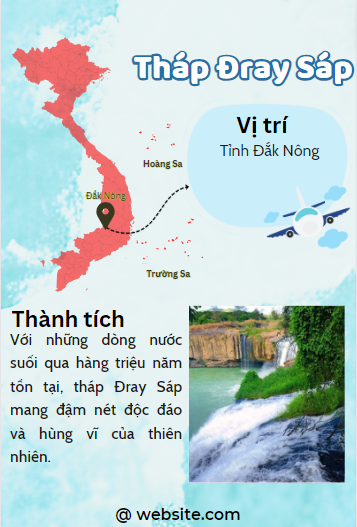 Tháp Đray Sáp
Vị trí
Tỉnh Đắk Nông
Hoàng Sa
Đắk Nông
Trường Sa
Thành tích
Với những dòng nước
suối qua hàng triệu năm
tồn tại, tháp Đray Sáp
mang đậm nét độc đáo
và hùng vĩ của thiên
nhiên.
@ website.com